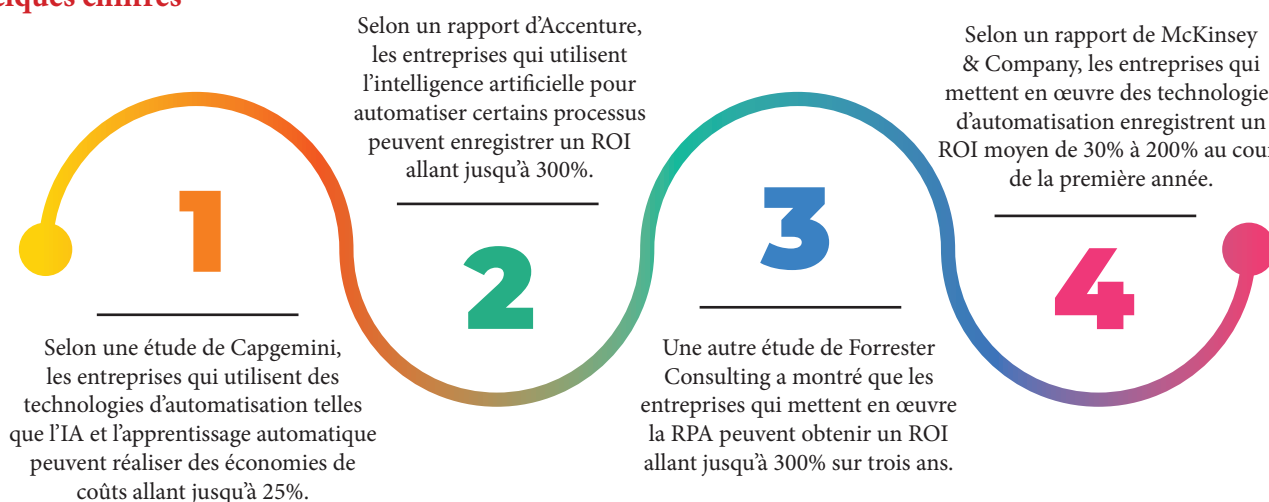 iques chiffres
1
Selon une étude de Capgemini,
les entreprises qui utilisent des
technologies d'automatisation telles
que l'IA et l'apprentissage automatique
peuvent réaliser des économies de
coûts allant jusqu'à 25%.
Selon un rapport d'Accenture,
les entreprises qui utilisent
l'intelligence artificielle pour
automatiser certains processus
peuvent enregistrer un ROI
allant jusqu'à 300%.
2
3
Une autre étude de Forrester
Consulting a montré que les
entreprises qui mettent en œuvre
la RPA peuvent obtenir un ROI
allant jusqu'à 300% sur trois ans.
Selon un rapport de McKinsey
& Company, les entreprises qui
mettent en œuvre des technologie
d'automatisation enregistrent un
ROI moyen de 30% à 200% au cour
de la première année.
4